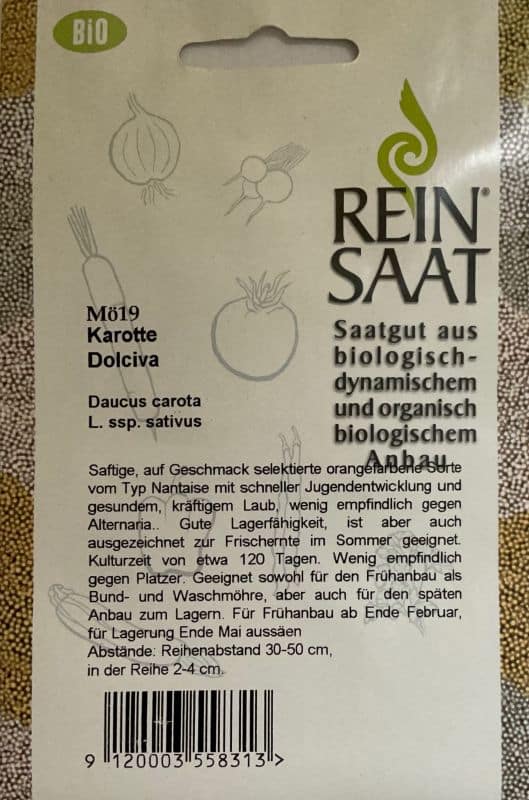 BIO
REIN®
SAAT
Saatgut aus
biologisch-
dynamischem
und organisch
biologischem
Anbau
Mö19
Karotte
Dolciva
Daucus carota
L. ssp. sativus
Saftige, auf Geschmack selektierte orangefarbene Sorte
vom Typ Nantaise mit schneller Jugendentwicklung und
gesundem, kräftigem Laub, wenig empfindlich gegen
Alternaria.. Gute Lagerfähigkeit, ist aber auch
ausgezeichnet zur Frischernte im Sommer geeignet.
Kulturzeit von etwa 120 Tagen. Wenig empfindlich
gegen Platzer. Geeignet sowohl für den Frühanbau als
Bund- und Waschmöhre, aber auch für den späten
Anbau zum Lagern. Für Frühanbau ab Ende Februar,
für Lagerung Ende Mai aussäen
Abstände: Reihenabstand 30-50 cm,
in der Reihe 2-4 cm.
9 120003 558313 >